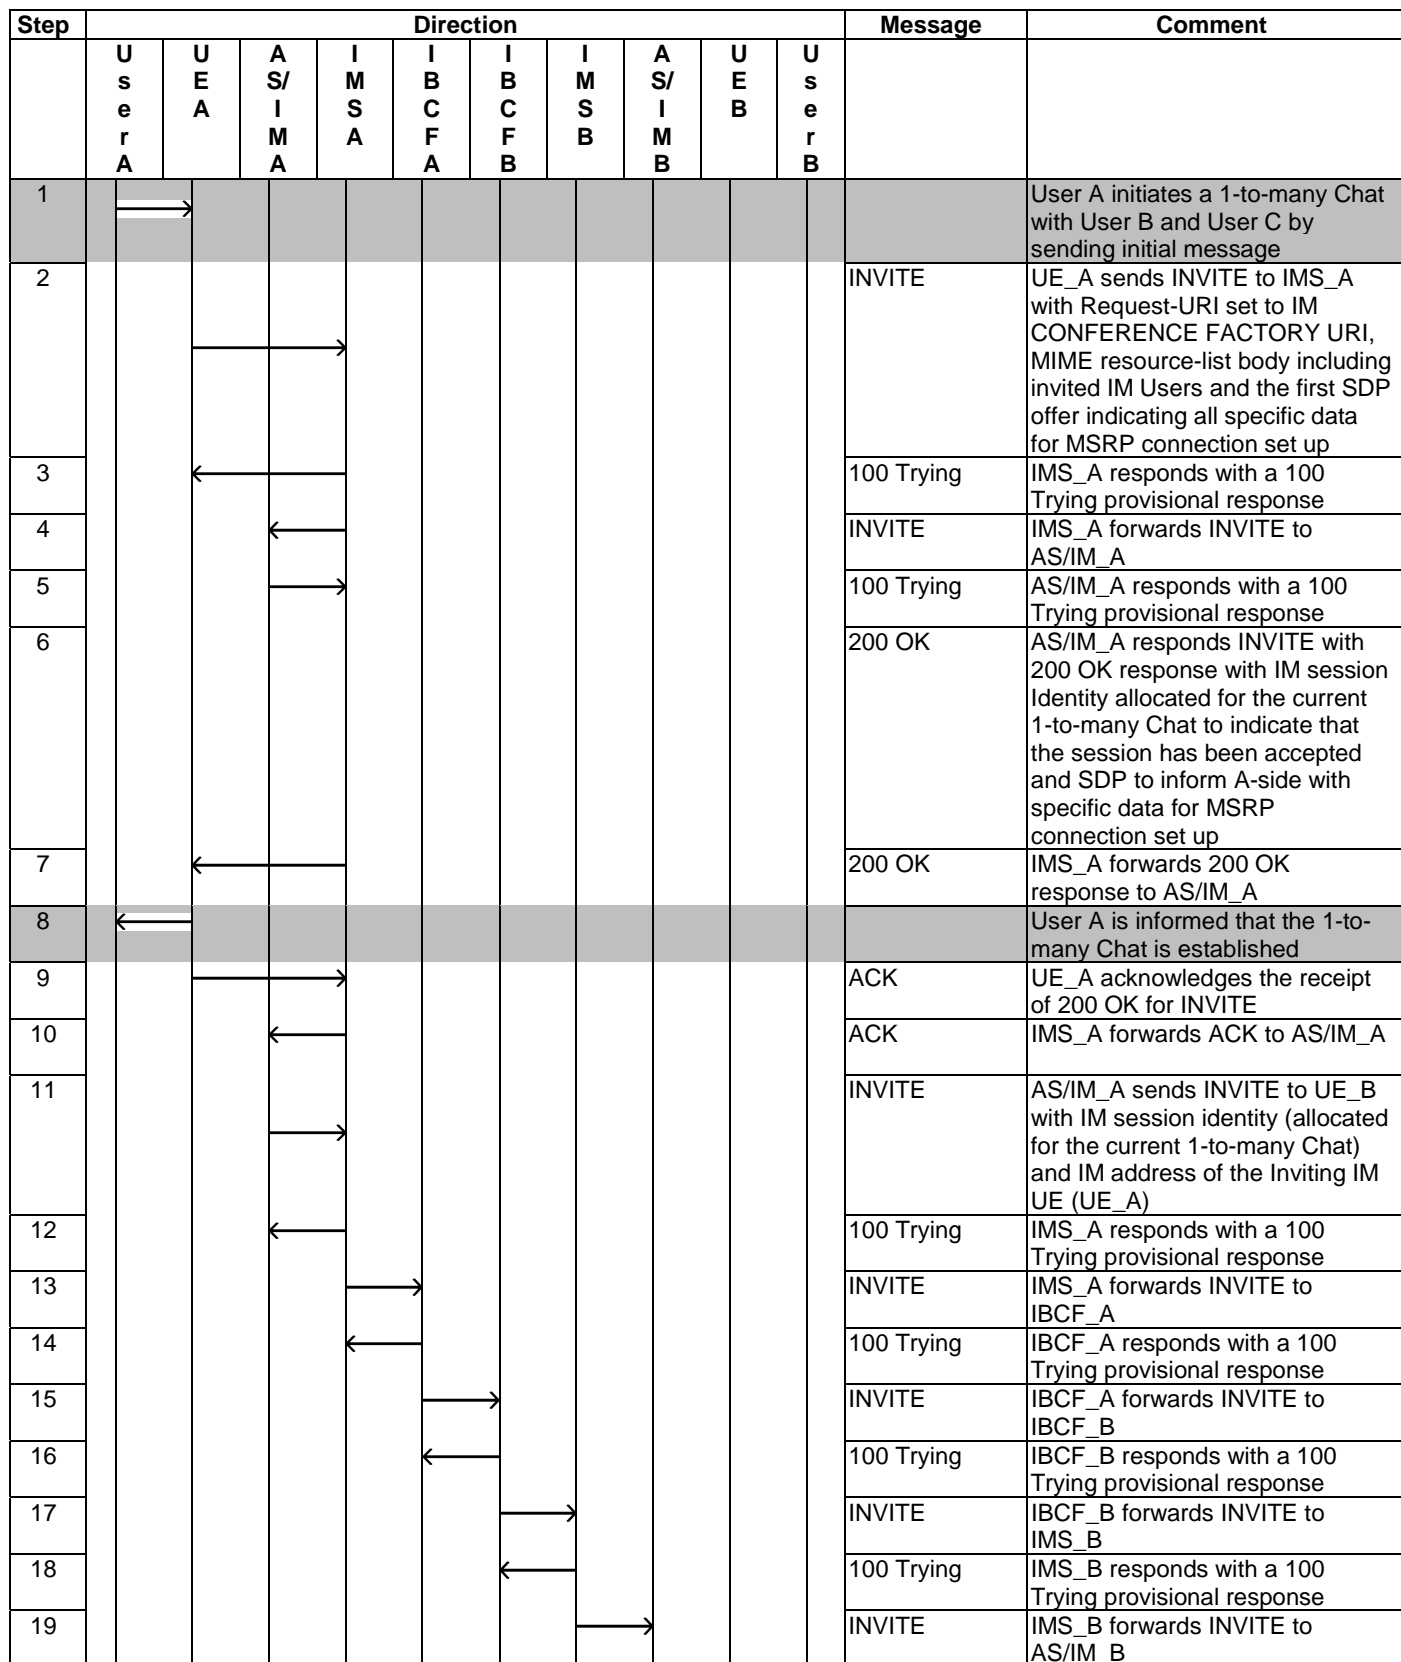 Step Direction Message Comment
U
s
e
r
A
U
E
A
A
S/
I
M
A
I
M
S
A
I
B
C
F
A
I
B
C
F
B
I
M
S
B
A
S/
I
M
B
U
E
B
U
s
e
r
B
1 User A initiates a 1-to-many Chat
with User B and User C by
sending initial message
2 INVITE UE_A sends INVITE to IMS_A
with Request-URI set to IM
CONFERENCE FACTORY URI,
MIME resource-list body including
invited IM Users and the first SDP
offer indicating all specific data
for MSRP connection set up
3 100 Trying IMS_A responds with a 100
Trying provisional response
4 INVITE IMS_A forwards INVITE to
AS/IM_A
5 100 Trying AS/IM_A responds with a 100
Trying provisional response
6 200 OK AS/IM_A responds INVITE with
200 OK response with IM session
Identity allocated for the current
1-to-many Chat to indicate that
the session has been accepted
and SDP to inform A-side with
specific data for MSRP
connection set up
7 200 OK IMS_A forwards 200 OK
response to AS/IM_A
8 User A is informed that the 1-to-
many Chat is established
9 ACK UE_A acknowledges the receipt
of 200 OK for INVITE
10 ACK IMS_A forwards ACK to AS/IM_A
11 INVITE AS/IM_A sends INVITE to UE_B
with IM session identity (allocated
for the current 1-to-many Chat)
and IM address of the Inviting IM
UE (UE_A)
12 100 Trying IMS_A responds with a 100
Trying provisional response
13 INVITE IMS_A forwards INVITE to
IBCF_A
14 100 Trying IBCF_A responds with a 100
Trying provisional response
15 INVITE IBCF_A forwards INVITE to
IBCF_B
16 100 Trying IBCF_B responds with a 100
Trying provisional response
17 INVITE IBCF_B forwards INVITE to
IMS_B
18 100 Trying IMS_B responds with a 100
Trying provisional response
19 INVITE IMS_B forwards INVITE to
AS/IM_B